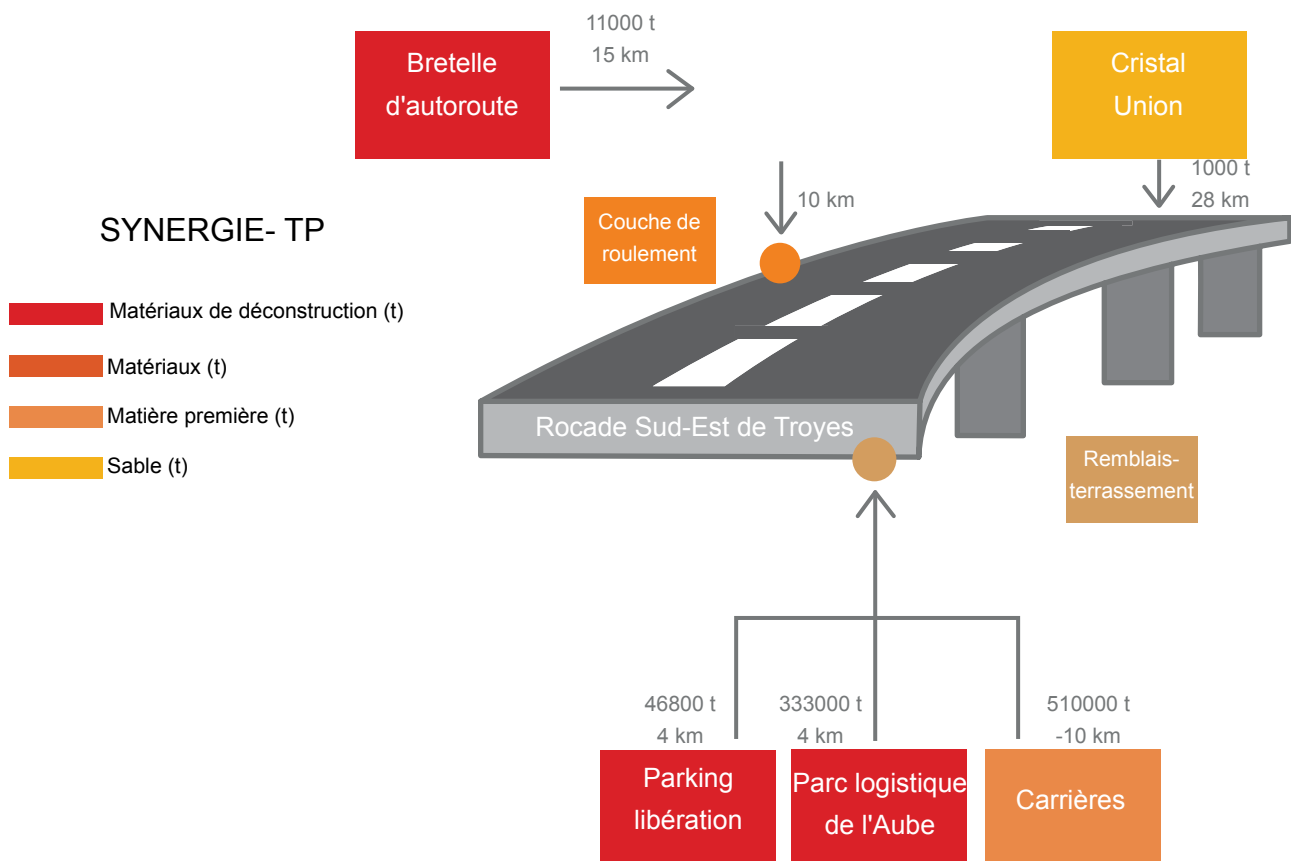 11000 t
15 km
Bretelle
d'autoroute
Cristal
Union
1000 t
28 km
10 km
Couche de
roulement
SYNERGIE- TP
Matériaux de déconstruction (t)
Matériaux (t)
Matière première (t)
Sable (t)
Rocade Sud-Est de Troyes
Remblais-
terrassement
46800 t
4 km
333000 t
4 km
510000 t
-10 km
Parking
libération
Parc logistique
de l'Aube
Carrières